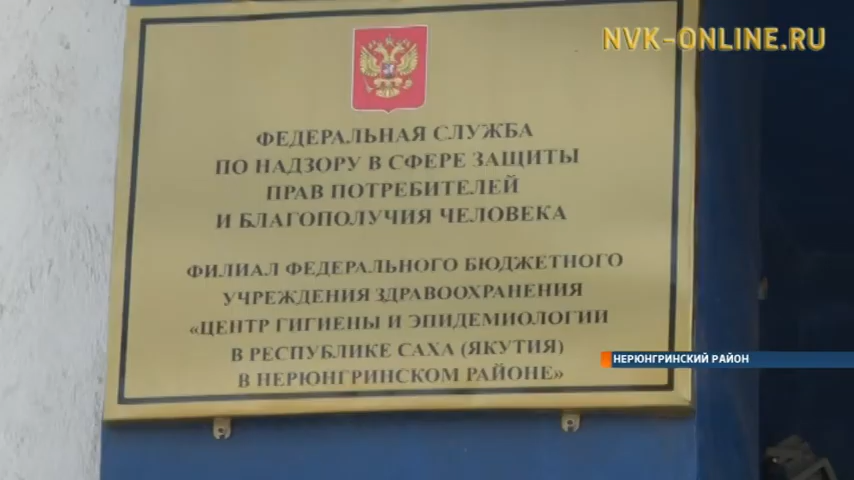 NVK-ONLINE.RU
ФЕДЕРАЛЬНАЯ СЛУЖБА
ПО НАДЗОРУ В СФЕРЕ ЗАЩИТЫ
ПРАВ ПОТРЕБИТЕЛЕЙ
И БЛАГОПОЛУЧИЯ ЧЕЛОВЕКА
ФИЛИАЛ ФЕДЕРАЛЬНОГО БЮДЖЕТНОГО
УЧРЕЖДЕНИЯ ЗДРАВООХРАНЕНИЯ
«ЦЕНТР ГИГИЕНЫ И ЭПИДЕМИОЛОГИИ
В РЕСПУБЛИКЕ САХА (ЯКУТИЯ)
В НЕРЮНГРИНСКОМ РАЙОНЕ»
НЕРЮНГРИНСКИЙ РАЙОН